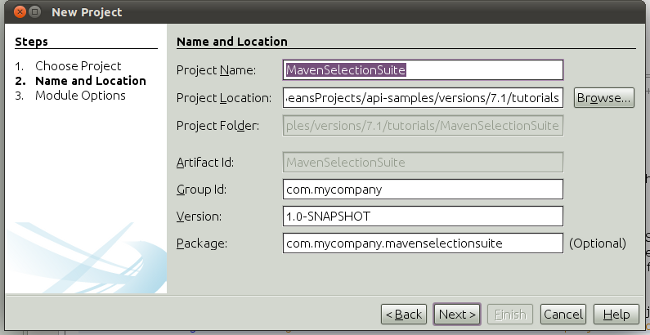 New Project
Steps
1. Choose Project
2. Name and Location
3. Module Options
Name and Location
Project Name: MavenSelectionSuite
Project Location: eansProjects/api-samples/versions/7.1/tutorials Browse...
Project Folder: ples/versions/7.1/tutorials/MavenSelectionSuite
Artifact Id: MavenSelectionSuite
Group Id: com.mycompany
Version: 1.0-SNAPSHOT
Package: com.mycompany.mavenselectionsuite (Optional)
< Back Next > Finish Cancel Help